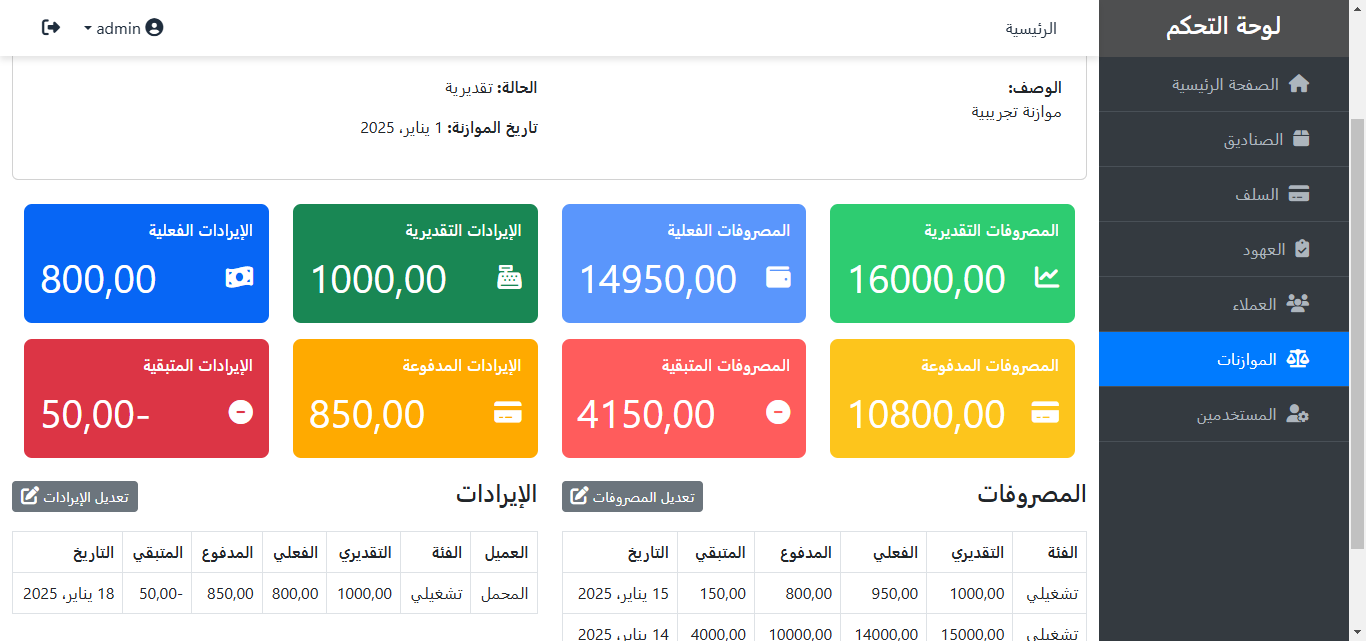 لوحة التحكم
الصفحة الرئيسية
الصناديق
السلف
العهود
العملاء
الموازنات
المستخدمين
الرئيسية
admin
الوصف:
موازنة تجريبية
الحالة: تقديرية
تاريخ الموازنة: 1 يناير، 2025
المصروفات التقديرية
16000,00
المصروفات الفعلية
14950,00
الإيرادات التقديرية
1000,00
الإيرادات الفعلية
800,00
المصروفات المدفوعة
10800,00
المصروفات المتبقية
4150,00
الإيرادات المدفوعة
850,00
الإيرادات المتبقية
50,00-
المصروفات
تعديل المصروفات
الفئة التقديري الفعلي المدفوع المتبقي التاريخ
تشغيلي 1000,00 950,00 800,00 150,00 15 يناير، 2025
تشغيلي 15000,00 14000,00 10000,00 4000,00 14 يناير، 2025
الإيرادات
تعديل الإيرادات
العميل الفئة التقديري الفعلي المدفوع المتبقي التاريخ
المحمل تشغيلي 1000,00 800,00 850,00 50,00- 18 يناير، 2025